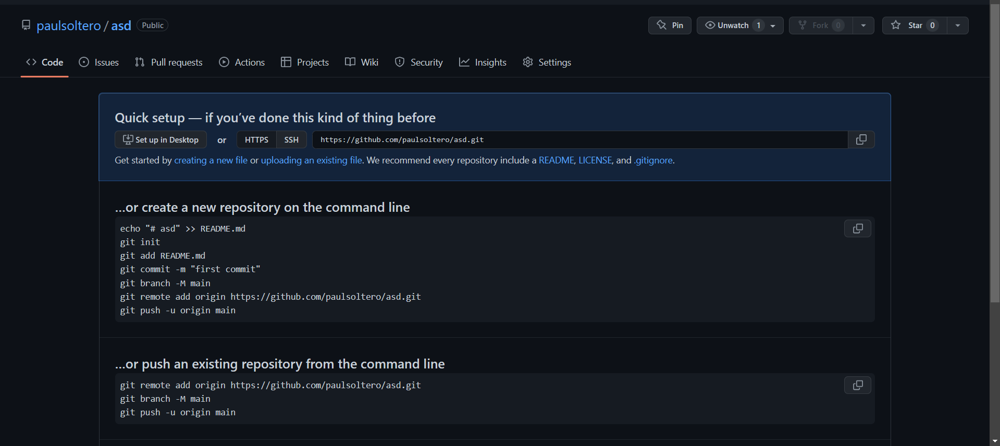 paulsoltero / asd Public
Pin Unwatch 1 Fork 0 Star 0
Code Issues Pull requests Actions Projects Wiki Security Insights Settings
Quick setup — if you’ve done this kind of thing before
Set up in Desktop or HTTPS SSH https://github.com/paulsoltero/asd.git
Get started by creating a new file or uploading an existing file. We recommend every repository include a README, LICENSE, and .gitignore.
…or create a new repository on the command line
echo "# asd" >> README.md
git init
git add README.md
git commit -m "first commit"
git branch -M main
git remote add origin https://github.com/paulsoltero/asd.git
git push -u origin main
…or push an existing repository from the command line
git remote add origin https://github.com/paulsoltero/asd.git
git branch -M main
git push -u origin main